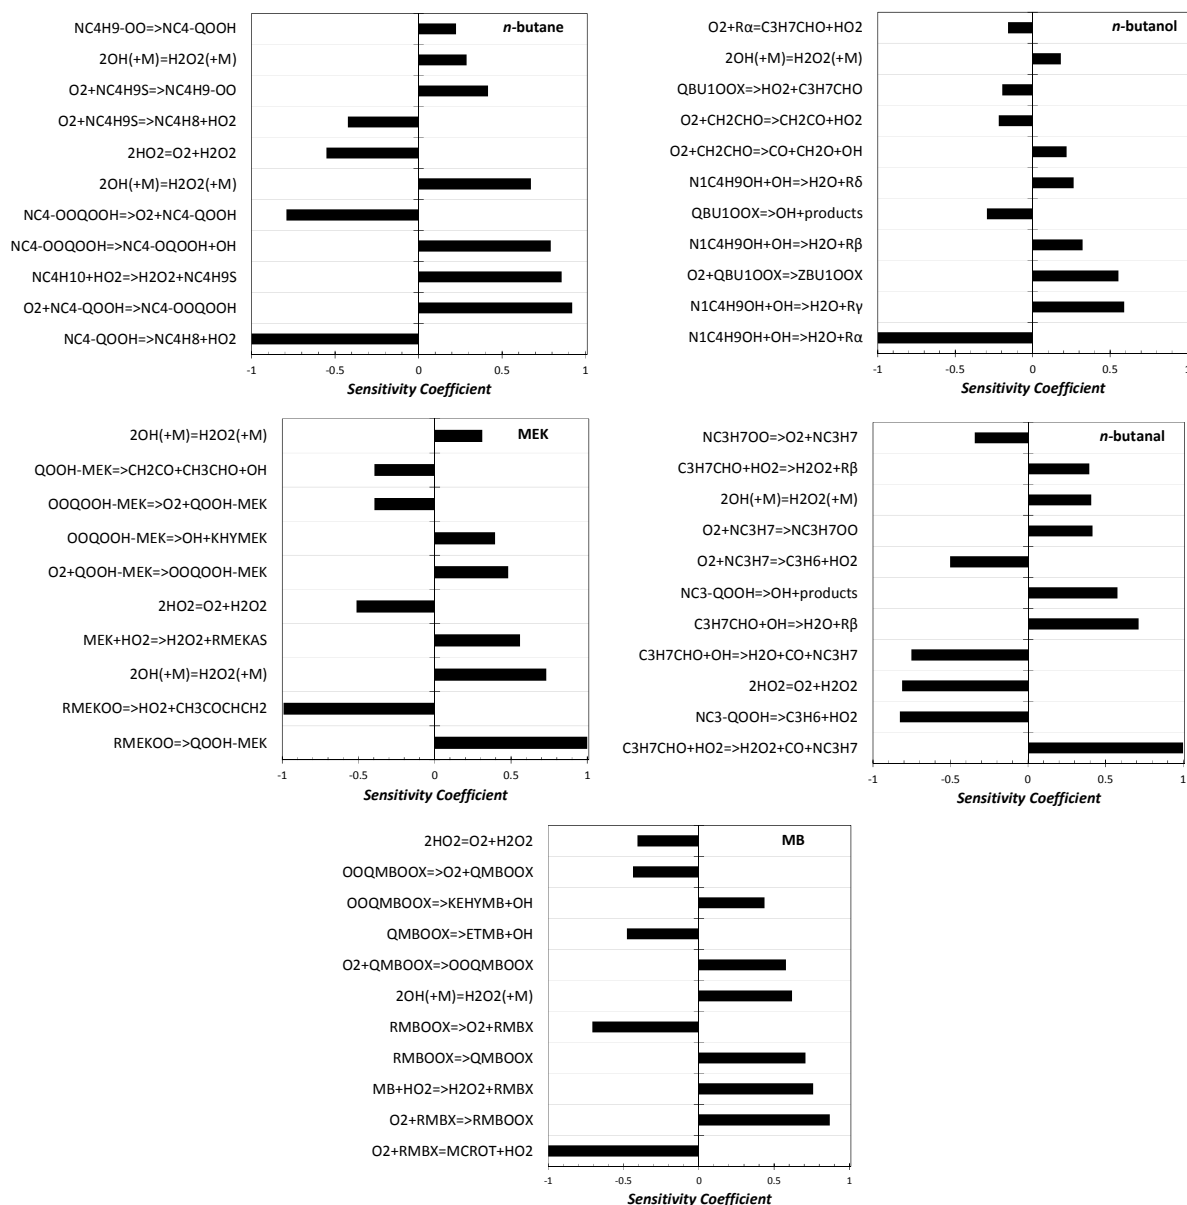 n-butane
NC4H9-OO=>NC4-QOOH
2OH(+M)=H2O2(+M)
O2+NC4H9S=>NC4H9-OO
O2+NC4H9S=>NC4H8+HO2
2HO2=O2+H2O2
2OH(+M)=H2O2(+M)
NC4-OOQOOH=>O2+NC4-QOOH
NC4-OOQOOH=>NC4-OQOOH+OH
NC4H10+HO2=>H2O2+NC4H9S
O2+NC4-QOOH=>NC4-OOQOOH
NC4-QOOH=>NC4H8+HO2
-1 -0.5 0 0.5 1
Sensitivity Coefficient
n-butanol
O2+Rα=C3H7CHO+HO2
2OH(+M)=H2O2(+M)
QBU1OOX=>HO2+C3H7CHO
O2+CH2CHO=>CH2CO+HO2
O2+CH2CHO=>CO+CH2O+OH
N1C4H9OH+OH=>H2O+Rδ
QBU1OOX=>OH+products
N1C4H9OH+OH=>H2O+Rβ
O2+QBU1OOX=>ZBU1OOX
N1C4H9OH+OH=>H2O+Rγ
N1C4H9OH+OH=>H2O+Rα
-1 -0.5 0 0.5 1
Sensitivity Coefficient
MEK
2OH(+M)=H2O2(+M)
QOOH-MEK=>CH2CO+CH3CHO+OH
OOQOOH-MEK=>O2+QOOH-MEK
OOQOOH-MEK=>OH+KHYMEK
O2+QOOH-MEK=>OOQOOH-MEK
2HO2=O2+H2O2
MEK+HO2=>H2O2+RMEKAS
2OH(+M)=H2O2(+M)
RMEKOO=>HO2+CH3COCHCH2
RMEKOO=>QOOH-MEK
-1 -0.5 0 0.5 1
Sensitivity Coefficient
n-butanal
NC3H7OO=>O2+NC3H7
C3H7CHO+HO2=>H2O2+Rβ
2OH(+M)=H2O2(+M)
O2+NC3H7=>NC3H7OO
O2+NC3H7=>C3H6+HO2
NC3-QOOH=>OH+products
C3H7CHO+OH=>H2O+Rβ
C3H7CHO+OH=>H2O+CO+NC3H7
2HO2=O2+H2O2
NC3-QOOH=>C3H6+HO2
C3H7CHO+HO2=>H2O2+CO+NC3H7
-1 -0.5 0 0.5 1
Sensitivity Coefficient
MB
2HO2=O2+H2O2
OOQMBOOX=>O2+QMBOOX
OOQMBOOX=>KEHYMB+OH
QMBOOX=>ETMB+OH
O2+QMBOOX=>OOQMBOOX
2OH(+M)=H2O2(+M)
RMBOOX=>O2+RMBX
RMBOOX=>QMBOOX
MB+HO2=>H2O2+RMBX
O2+RMBX=>RMBOOX
O2+RMBX=MCROT+HO2
-1 -0.5 0 0.5 1
Sensitivity Coefficient